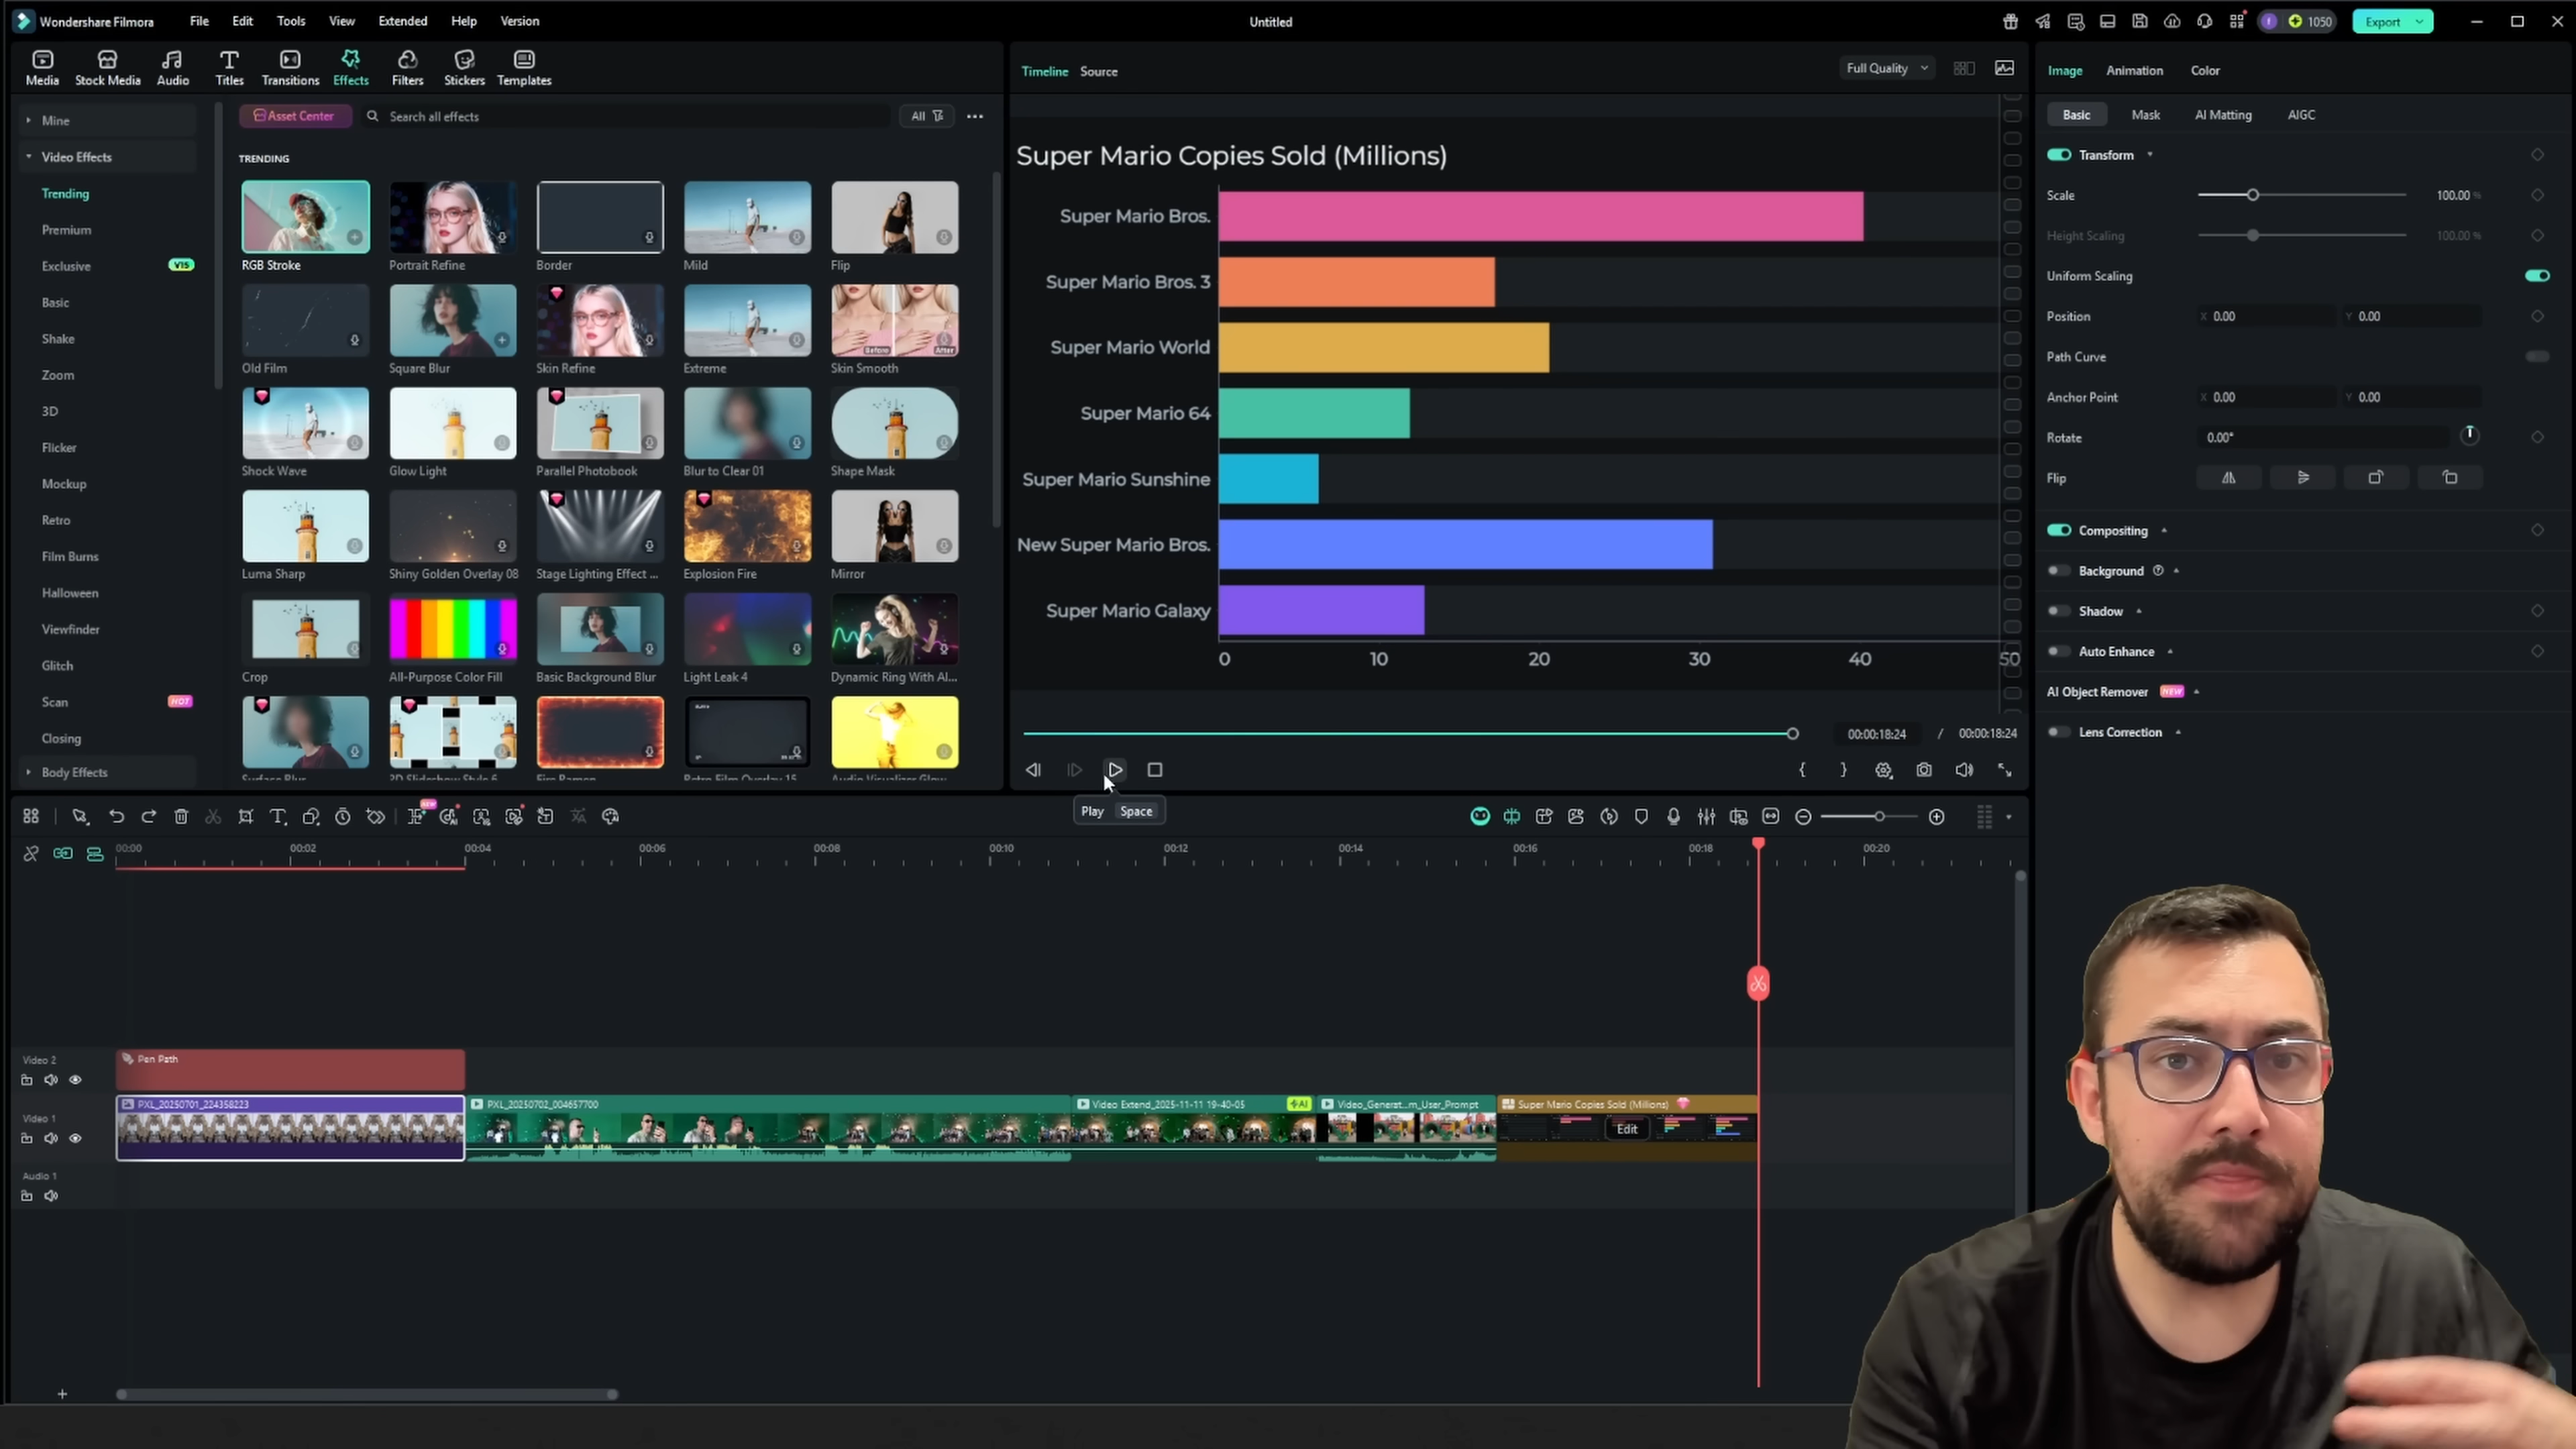 Wondershare Filmora File Edit Tools View Extended Help Version
Untitled
1050 Export
Media Stock Media Audio Titles Transitions Effects Filters Stickers Templates
Timeline Source
Full Quality
Image Animation Color
Mine
Video Effects
Trending
Premium
Exclusive
Basic
Shake
Zoom
3D
Flicker
Mockup
Retro
Film Burns
Halloween
Viewfinder
Glitch
Scan HOT
Closing
Body Effects
Asset Center Search all effects All
TRENDING
RGB Stroke Portrait Refine Border Mild Flip
Before After
Old Film Square Blur Skin Refine Extreme Skin Smooth
Shock Wave Glow Light Parallel Photobook Blur to Clear 01 Shape Mask
Luma Sharp Shiny Golden Overlay 08 Stage Lighting Effect ... Explosion Fire Mirror
Crop All-Purpose Color Fill Basic Background Blur Light Leak 4 Dynamic Ring With AI...
Super Mario Copies Sold (Millions)
Super Mario Bros.
Super Mario Bros. 3
Super Mario World
Super Mario 64
Super Mario Sunshine
New Super Mario Bros.
Super Mario Galaxy
0 10 20 30 40 50
00:00:18:24 / 00:00:18:24
Play Space
Basic Mask AI Matting AIGC
Transform
Scale 100.00 %
Height Scaling 100.00 %
Uniform Scaling
Position X 0.00 Y 0.00
Path Curve
Anchor Point X 0.00 Y 0.00
Rotate 0.00°
Flip
Compositing
Background
Shadow
Auto Enhance
AI Object Remover NEW
Lens Correction
NEW
00:00 00:02 00:04 00:06 00:08 00:10 00:12 00:14 00:16 00:18 00:20
Video 2
Pen Path
Video 1
PXL_20250701_224358223 PXL_20250702_004657700 Video Extend_2025-11-11 19-40-05 AI Video_Generat...m_User_Prompt Super Mario Copies Sold (Millions)
Edit
Audio 1